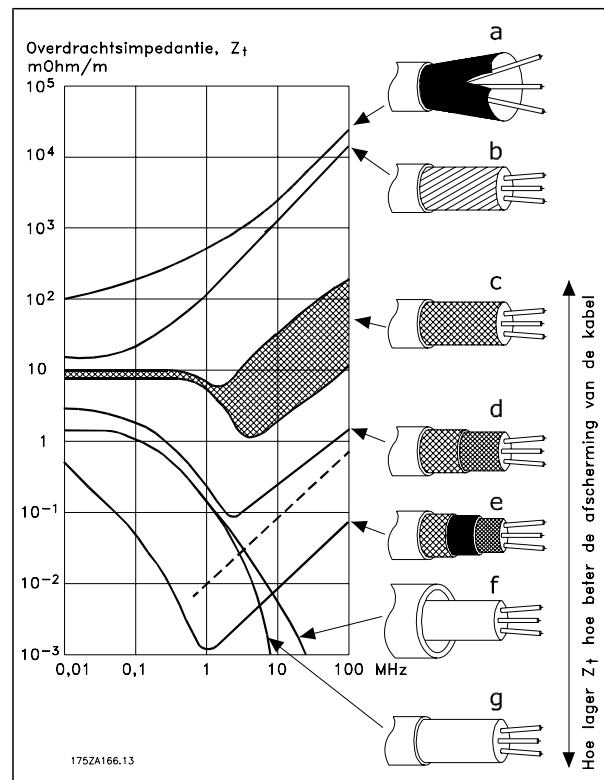 Overdrachtsimpedantie, Zt
mOhm/m
10⁵
10⁴
10³
10²
10
1
10⁻¹
10⁻²
10⁻³
0,01 0,1 1 10 100 MHz
a
b
c
d
e
f
g
Hoe lager Zt hoe beter de afscherming van de kabel
175ZA166.13